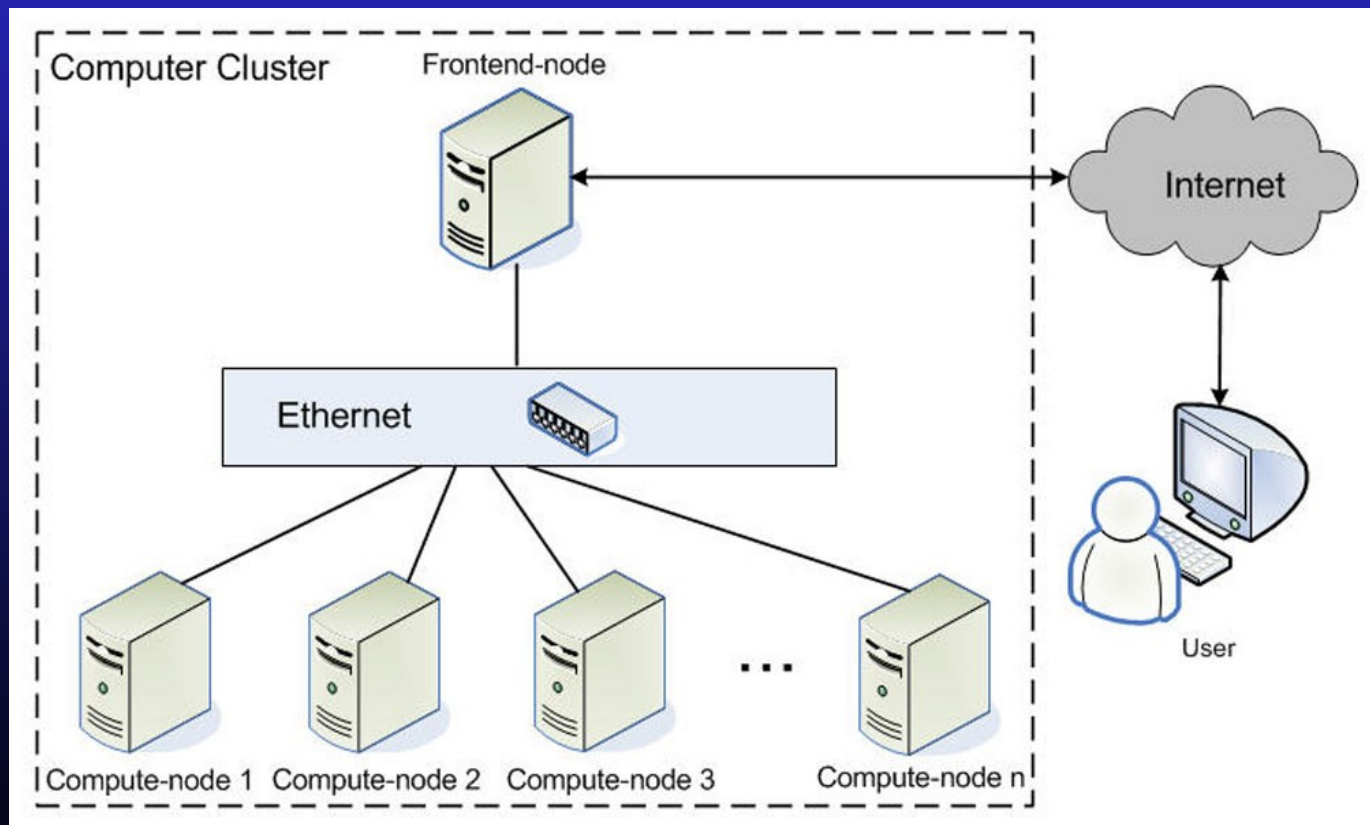 Computer Cluster
Frontend-node
Internet
Ethernet
User
...
Compute-node 1
Compute-node 2
Compute-node 3
Compute-node n